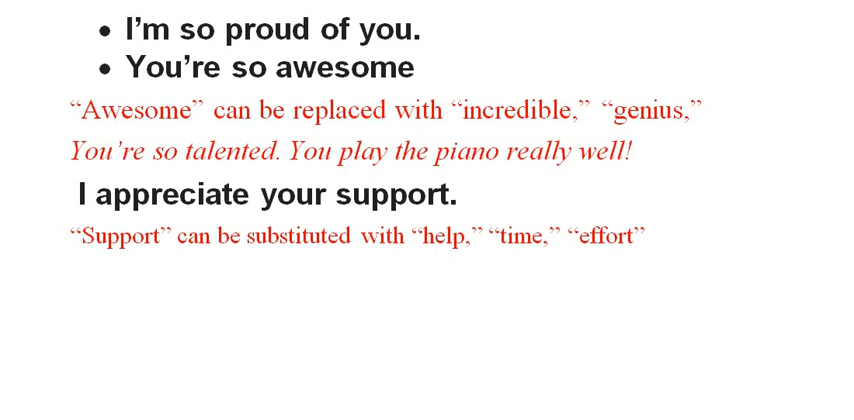 • I’m so proud of you.
• You’re so awesome
“Awesome” can be replaced with “incredible,” “genius,”
You’re so talented. You play the piano really well!
I appreciate your support.
“Support” can be substituted with “help,” “time,” “effort”